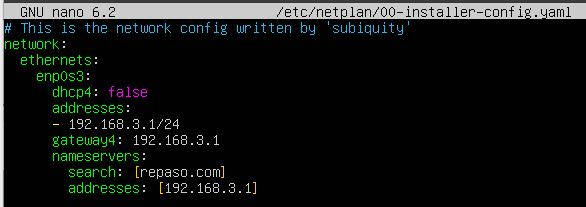 GNU nano 6.2 /etc/netplan/00-installer-config.yaml
# This is the network config written by 'subiquity'
network:
  ethernets:
    enp0s3:
      dhcp4: false
      addresses:
      - 192.168.3.1/24
      gateway4: 192.168.3.1
      nameservers:
        search: [repaso.com]
        addresses: [192.168.3.1]